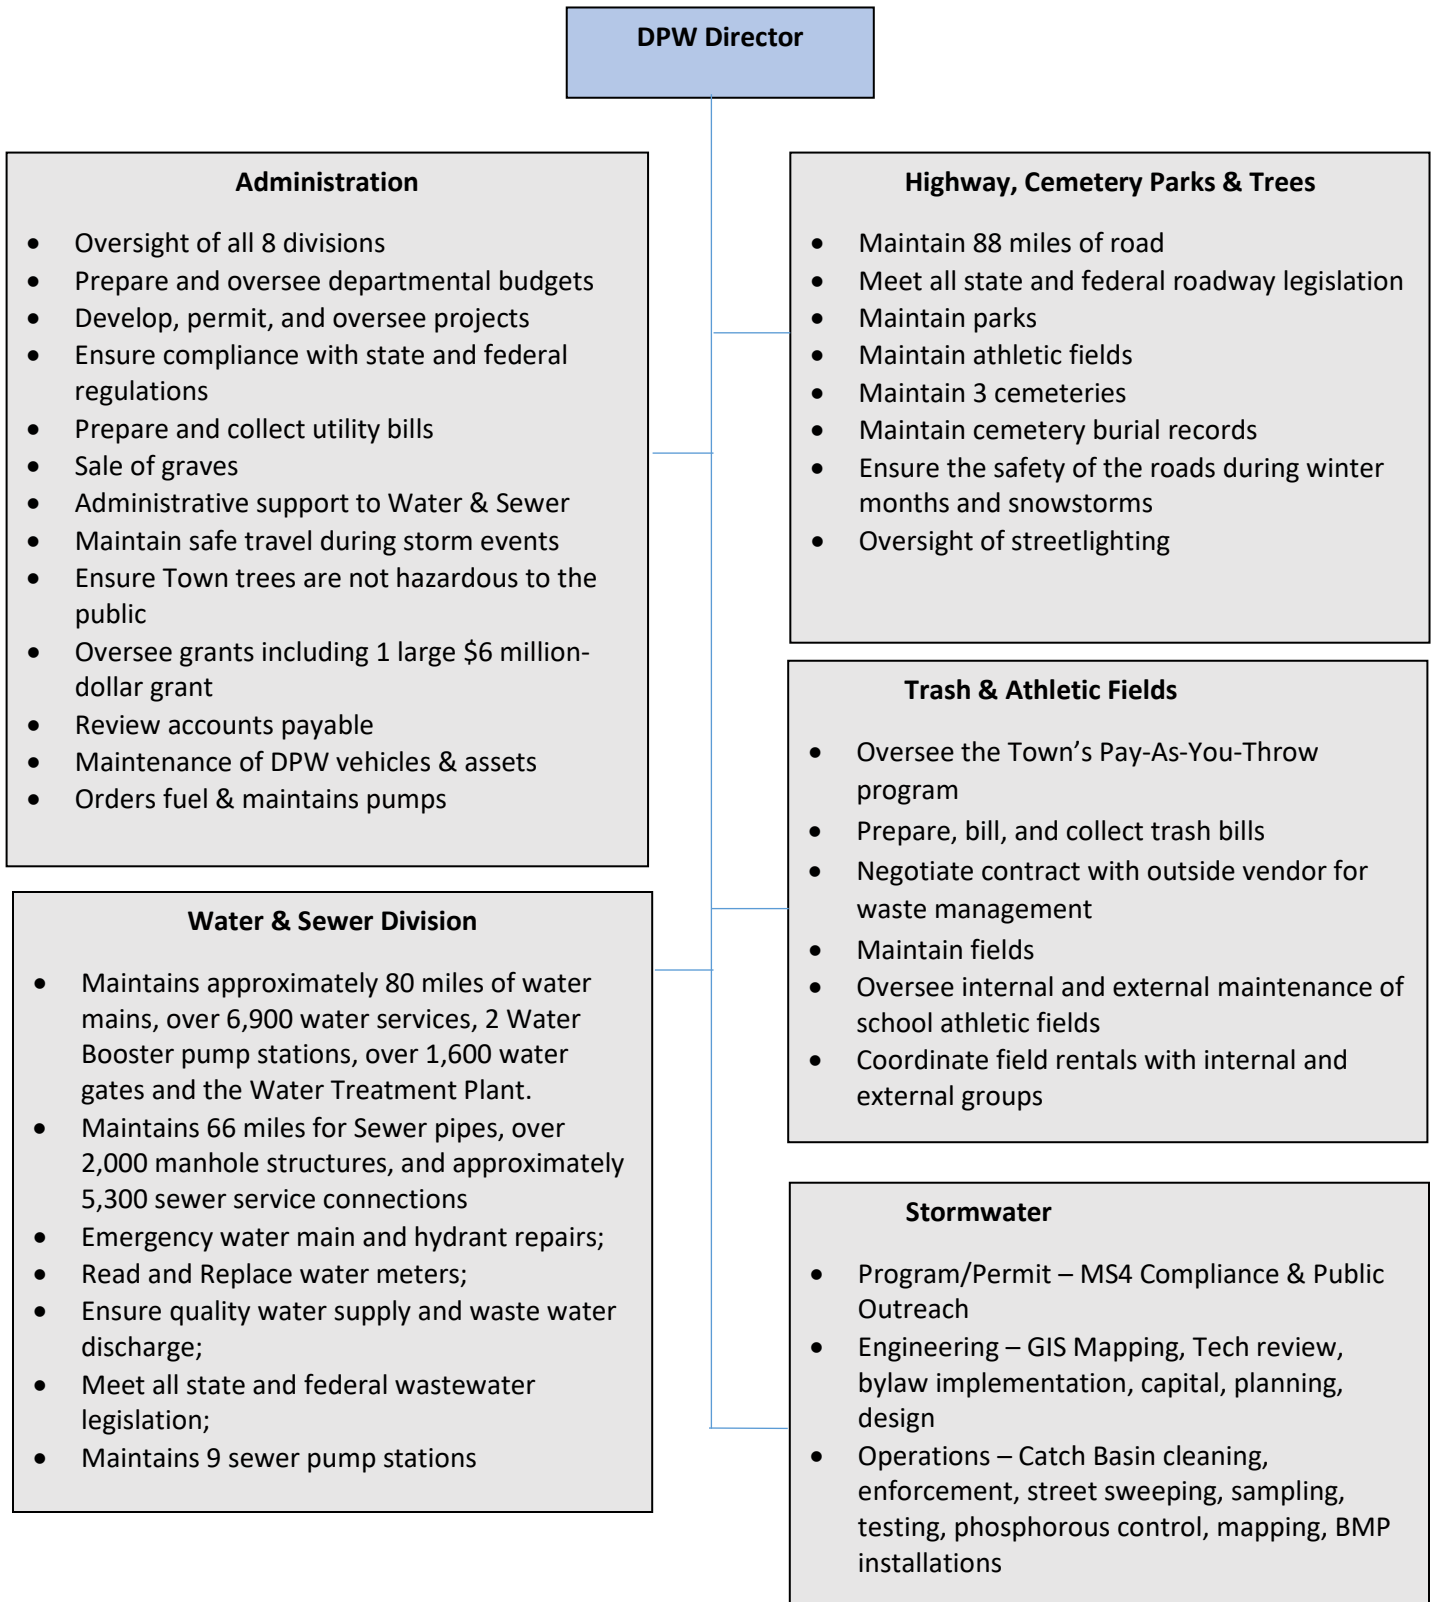 DPW Director
Administration
• Oversight of all 8 divisions
• Prepare and oversee departmental budgets
• Develop, permit, and oversee projects
• Ensure compliance with state and federal
regulations
• Prepare and collect utility bills
• Sale of graves
• Administrative support to Water & Sewer
• Maintain safe travel during storm events
• Ensure Town trees are not hazardous to the
public
• Oversee grants including 1 large $6 million-
dollar grant
• Review accounts payable
• Maintenance of DPW vehicles & assets
• Orders fuel & maintains pumps
Highway, Cemetery Parks & Trees
• Maintain 88 miles of road
• Meet all state and federal roadway legislation
• Maintain parks
• Maintain athletic fields
• Maintain 3 cemeteries
• Maintain cemetery burial records
• Ensure the safety of the roads during winter
months and snowstorms
• Oversight of streetlighting
Trash & Athletic Fields
• Oversee the Town’s Pay-As-You-Throw
program
• Prepare, bill, and collect trash bills
• Negotiate contract with outside vendor for
waste management
• Maintain fields
• Oversee internal and external maintenance of
school athletic fields
• Coordinate field rentals with internal and
external groups
Water & Sewer Division
• Maintains approximately 80 miles of water
mains, over 6,900 water services, 2 Water
Booster pump stations, over 1,600 water
gates and the Water Treatment Plant.
• Maintains 66 miles for Sewer pipes, over
2,000 manhole structures, and approximately
5,300 sewer service connections
• Emergency water main and hydrant repairs;
• Read and Replace water meters;
• Ensure quality water supply and waste water
discharge;
• Meet all state and federal wastewater
legislation;
• Maintains 9 sewer pump stations
Stormwater
• Program/Permit – MS4 Compliance & Public
Outreach
• Engineering – GIS Mapping, Tech review,
bylaw implementation, capital, planning,
design
• Operations – Catch Basin cleaning,
enforcement, street sweeping, sampling,
testing, phosphorous control, mapping, BMP
installations